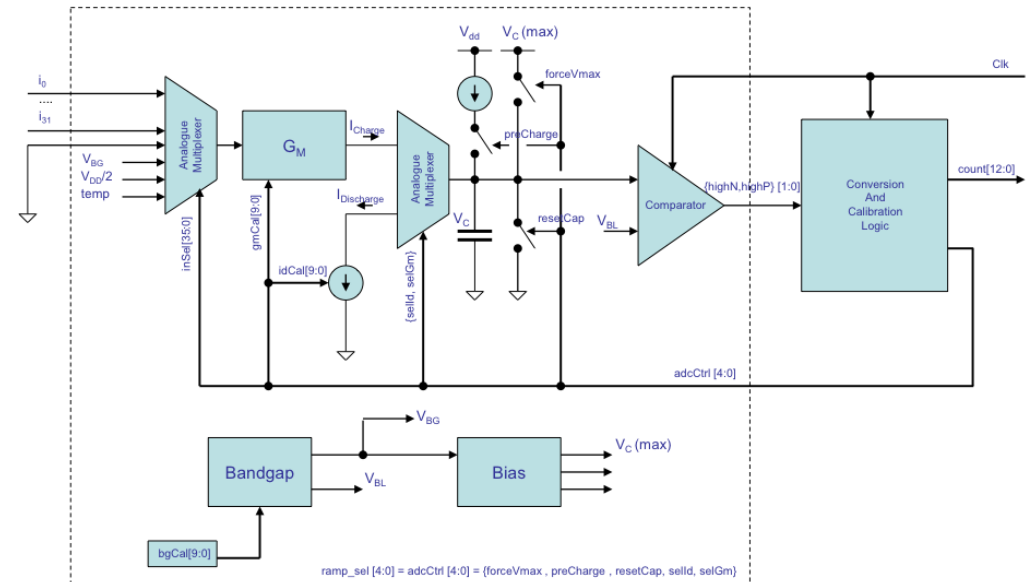 Vdd
VC (max)
Clk
i0
....
i31
VBG
VDD/2
temp
Analogue
Multiplexer
GM
ICharge
IDischarge
Analogue
Multiplexer
forceVmax
preCharge
resetCap
VC
VBL
Comparator
{highN,highP} [1:0]
Conversion
And
Calibration
Logic
count[12:0]
inSel[35:0]
gmCal[9:0]
idCal[9:0]
{selId, selGm}
adcCtrl [4:0]
VBG
Bandgap
VBL
Bias
VC (max)
bgCal[9:0]
ramp_sel [4:0] = adcCtrl [4:0] = {forceVmax , preCharge , resetCap, selId, selGm}